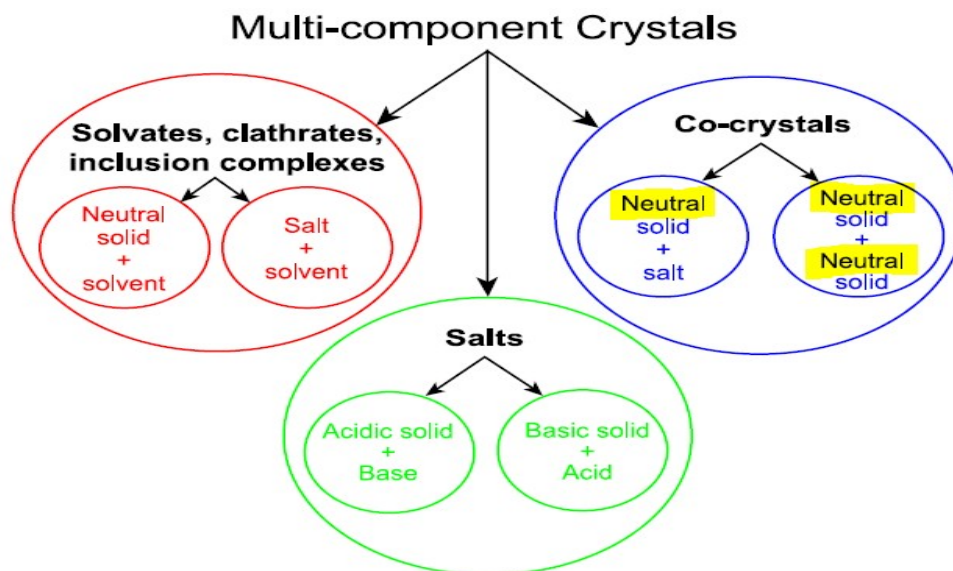 Multi-component Crystals
Solvates, clathrates,
inclusion complexes
Neutral
solid
+
solvent
Salt
+
solvent
Co-crystals
Neutral
solid
+
salt
Neutral
solid
+
Neutral
solid
Salts
Acidic solid
+
Base
Basic solid
+
Acid